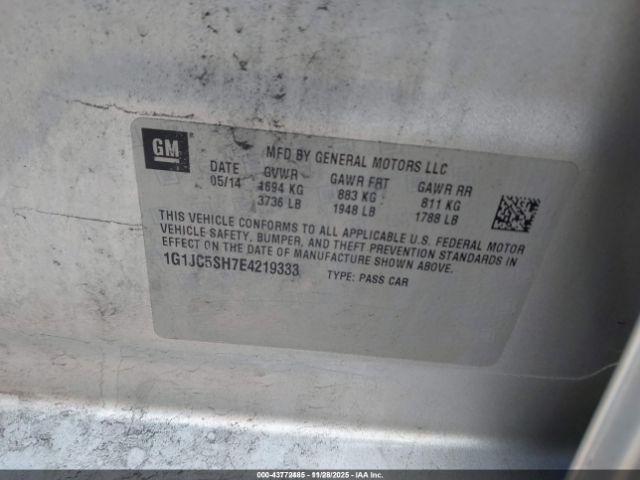 GM
MFD BY GENERAL MOTORS LLC
DATE GVWR GAWR FRT GAWR RR
05/14 1694 KG 883 KG 811 KG
3736 LB 1948 LB 1788 LB
THIS VEHICLE CONFORMS TO ALL APPLICABLE U.S. FEDERAL MOTOR
VEHICLE SAFETY, BUMPER, AND THEFT PREVENTION STANDARDS IN
EFFECT ON THE DATE OF MANUFACTURE SHOWN ABOVE.
1G1JC5SH7E4219333 TYPE: PASS CAR
000-43772685 - 11/28/2025 - COPYRIGHT IAA, LLC